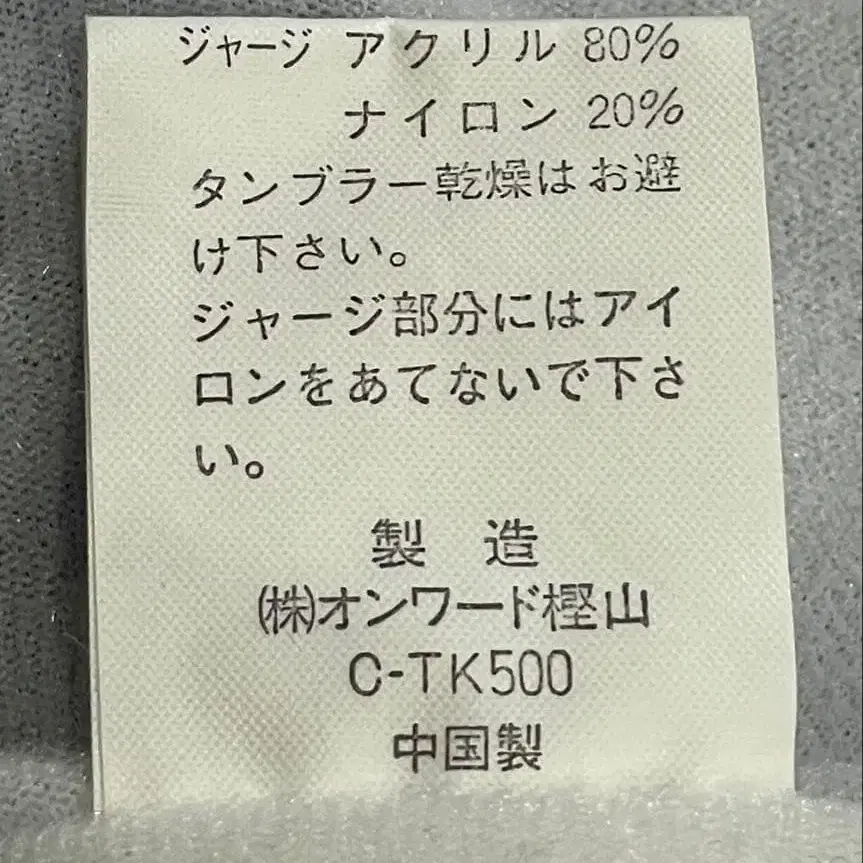 ジャージ アクリル 80%
ナイロン 20%
タンブラー乾燥はお避
け下さい。
ジャージ部分にはアイ
ロンをあてないで下さ
い。
製 造
㈱オンワード樫山
C-TK500
中国製